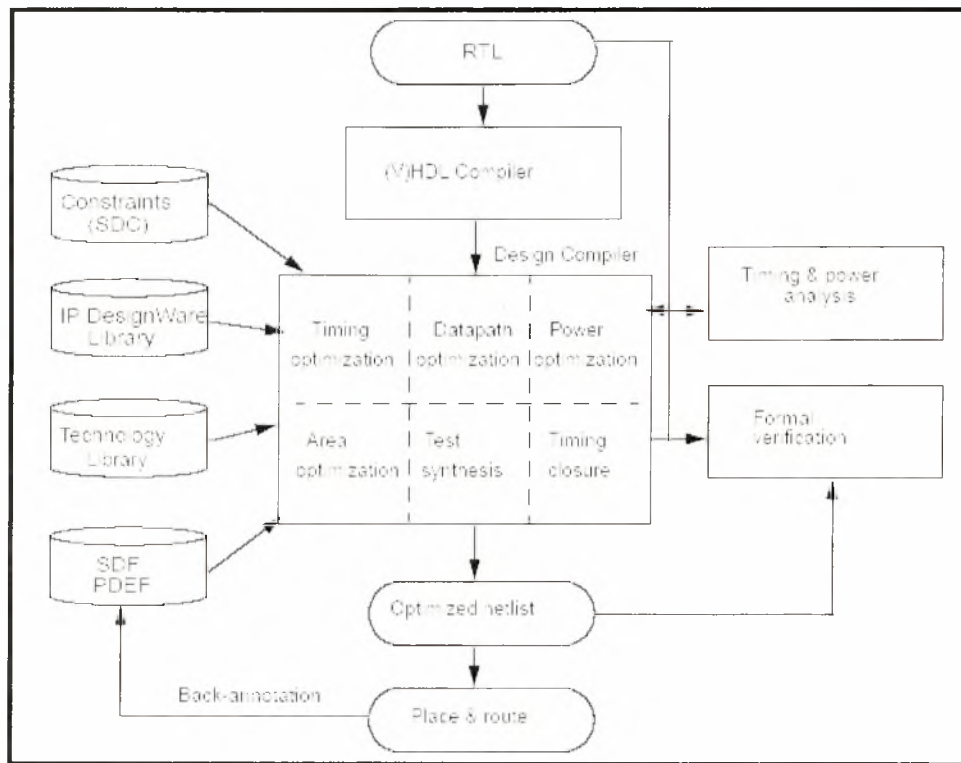 RTL
(V)HDL Compiler
Constraints
(SDC)
Design Compiler
Timing & power
analysis
IP DesignWare
Library
Timing
optimization
Datapath
optimization
Power
optimization
Technology
Library
Area
optimization
Test
synthesis
Timing
closure
Formal
verification
SDF
PDEF
Optimized netlist
Back-annotation
Place & route